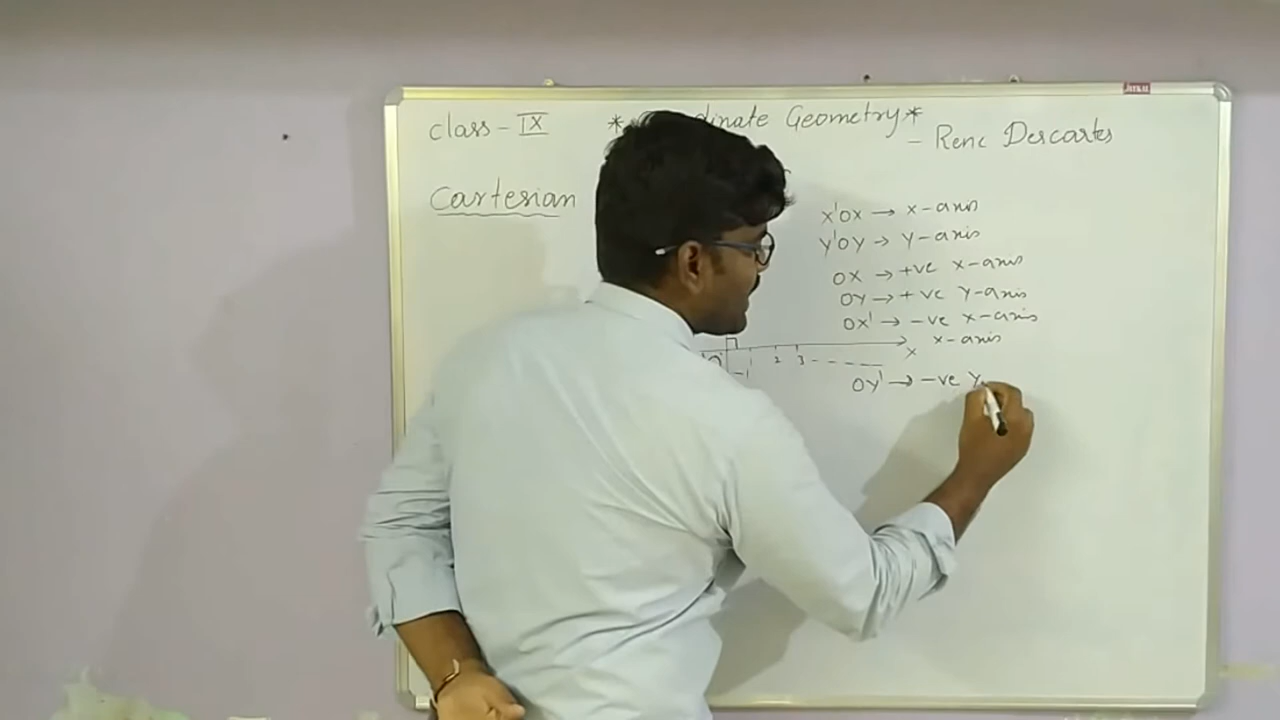 class - IX
*   dinate Geometry*
- Rene Descartes
Cartesian
X'OX → X-axis
Y'OY → Y-axis
OX → +ve X-axis
OY → +ve Y-axis
OX' → -ve X-axis
X-axis
X
2 3 - - - - -
-1
OY' → -ve Y